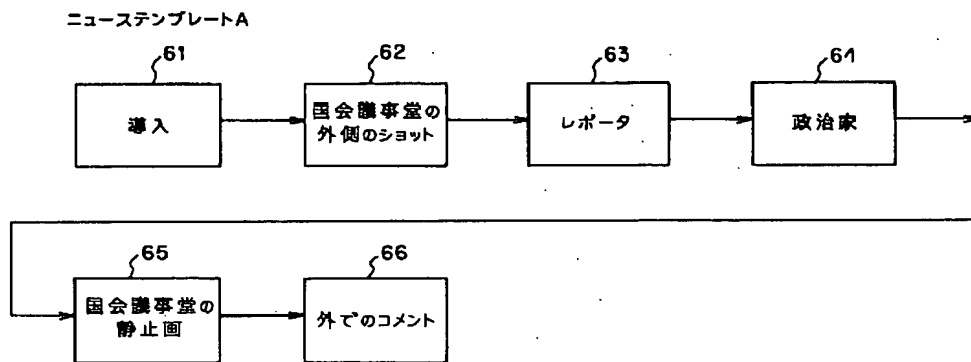 ニューステンプレートA
61
62
63
64
導入
国会議事堂の
外側のショット
レポータ
政治家
65
66
国会議事堂の
静止画
外でのコメント